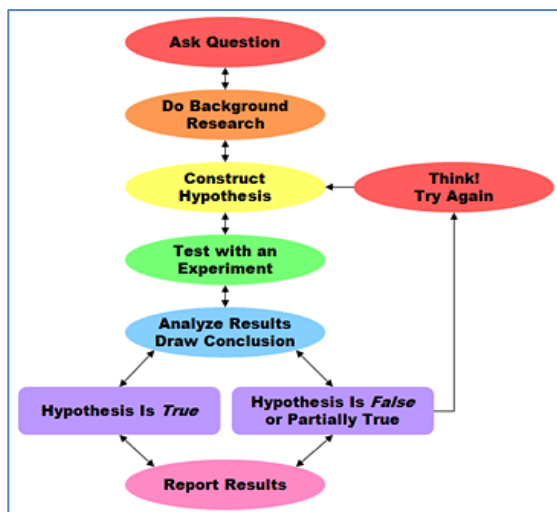 Ask Question
Do Background
Research
Construct
Hypothesis
Think!
Try Again
Test with an
Experiment
Analyze Results
Draw Conclusion
Hypothesis Is True
Hypothesis Is False
or Partially True
Report Results